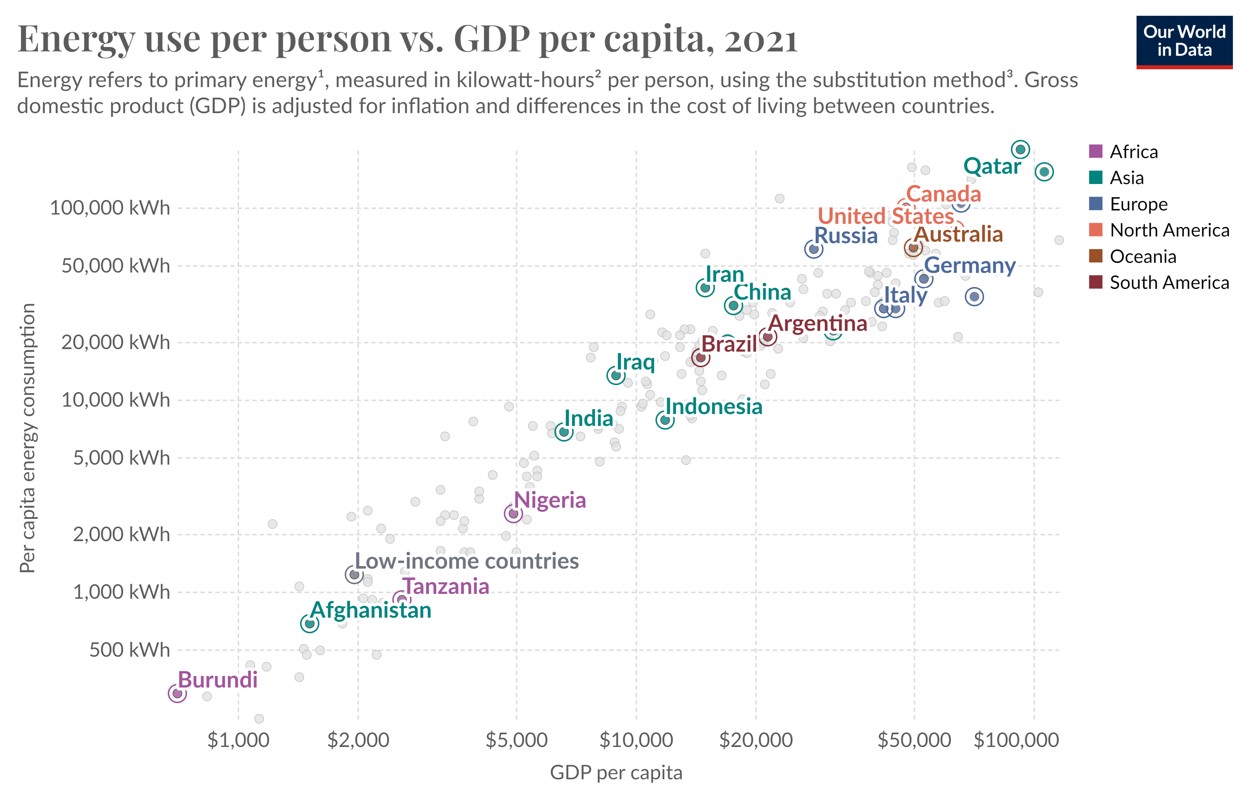 Energy use per person vs. GDP per capita, 2021
Our World
in Data
Energy refers to primary energy¹, measured in kilowatt-hours² per person, using the substitution method³. Gross
domestic product (GDP) is adjusted for inflation and differences in the cost of living between countries.
Africa
Asia
Europe
North America
Oceania
South America
Per capita energy consumption
100,000 kWh
50,000 kWh
20,000 kWh
10,000 kWh
5,000 kWh
2,000 kWh
1,000 kWh
500 kWh
Qatar
Canada
United States
Russia
Australia
Germany
Iran
China
Italy
Argentina
Brazil
Iraq
Indonesia
India
Nigeria
Low-income countries
Tanzania
Afghanistan
Burundi
$1,000
$2,000
$5,000
$10,000
$20,000
$50,000
$100,000
GDP per capita